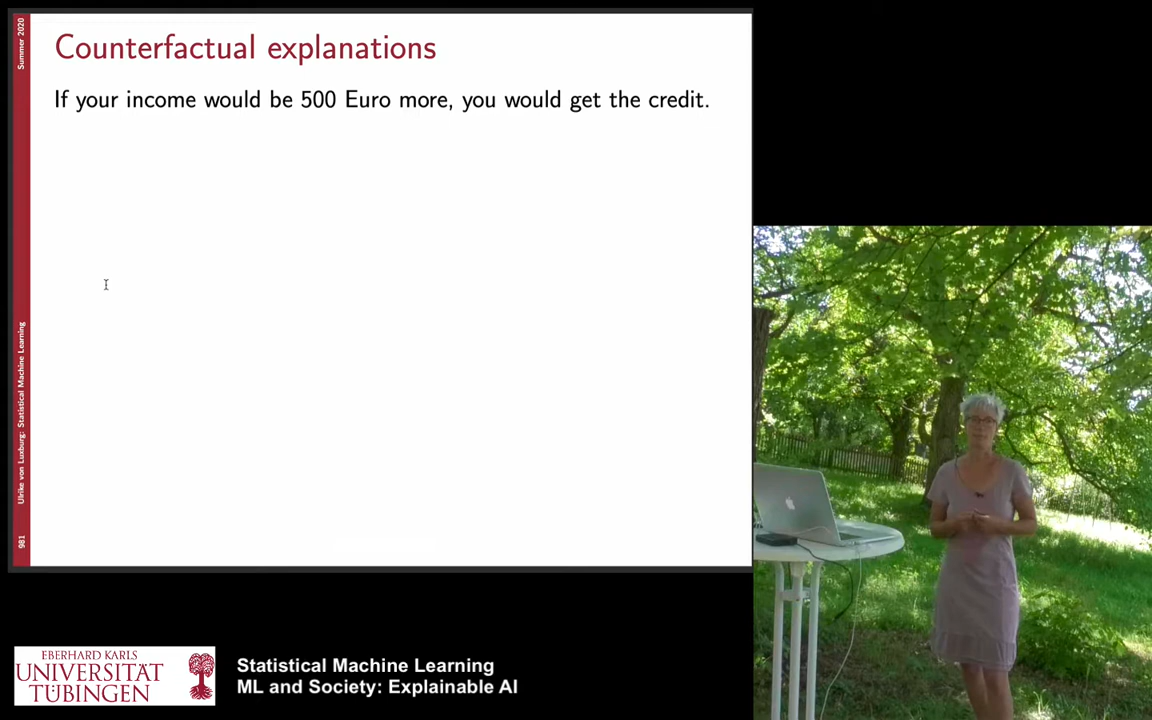 Summer 2020
Counterfactual explanations
If your income would be 500 Euro more, you would get the credit.
Ulrike von Luxburg: Statistical Machine Learning
981
EBERHARD KARLS
UNIVERSITÄT
TÜBINGEN
Statistical Machine Learning
ML and Society: Explainable AI